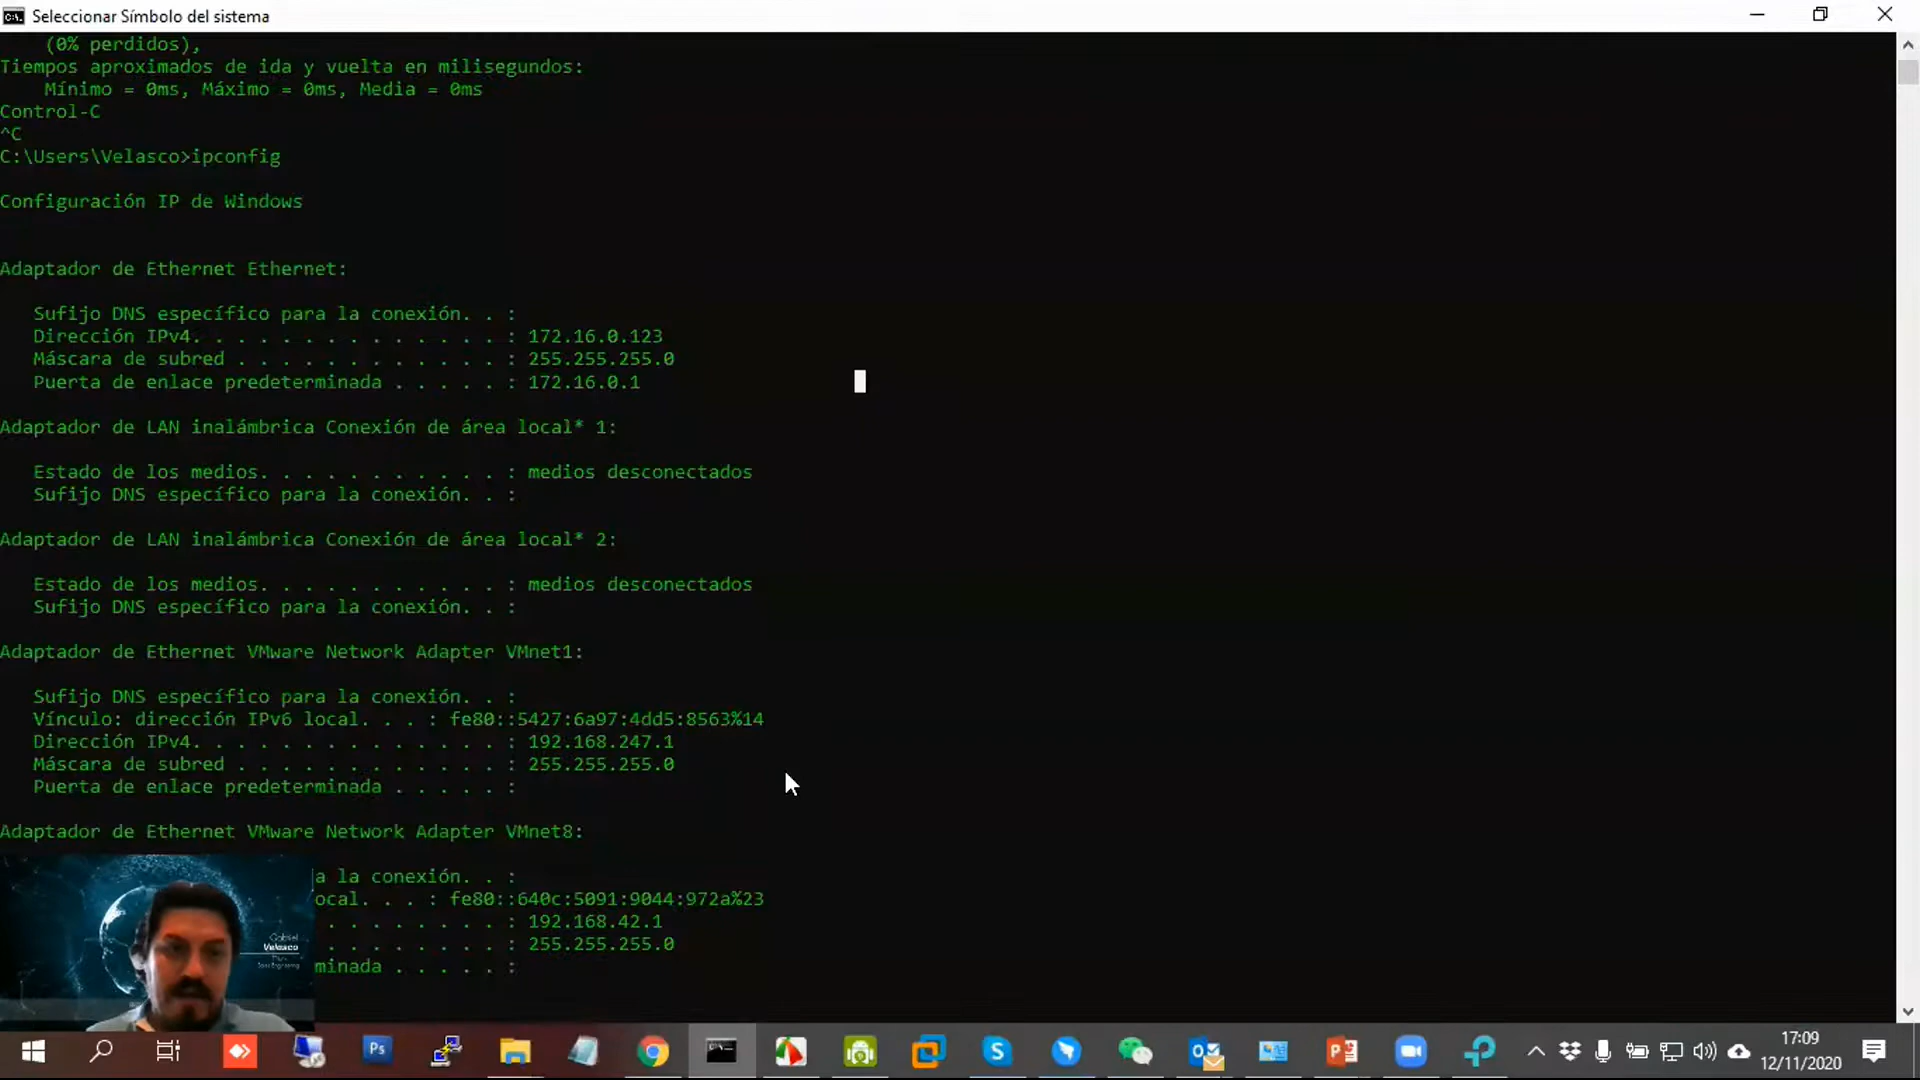 Seleccionar Símbolo del sistema
(0% perdidos),
Tiempos aproximados de ida y vuelta en milisegundos:
Mínimo = 0ms, Máximo = 0ms, Media = 0ms
Control-C
^C
C:\Users\Velasco>ipconfig
Configuración IP de Windows
Adaptador de Ethernet Ethernet:
Sufijo DNS específico para la conexión. . :
Dirección IPv4. . . . . . . . . . . . . . : 172.16.0.123
Máscara de subred . . . . . . . . . . . . : 255.255.255.0
Puerta de enlace predeterminada . . . . . : 172.16.0.1
Adaptador de LAN inalámbrica Conexión de área local* 1:
Estado de los medios. . . . . . . . . . . : medios desconectados
Sufijo DNS específico para la conexión. . :
Adaptador de LAN inalámbrica Conexión de área local* 2:
Estado de los medios. . . . . . . . . . . : medios desconectados
Sufijo DNS específico para la conexión. . :
Adaptador de Ethernet VMware Network Adapter VMnet1:
Sufijo DNS específico para la conexión. . :
Vínculo: dirección IPv6 local. . . : fe80::5427:6a97:4dd5:8563%14
Dirección IPv4. . . . . . . . . . . . . . : 192.168.247.1
Máscara de subred . . . . . . . . . . . . : 255.255.255.0
Puerta de enlace predeterminada . . . . . :
Adaptador de Ethernet VMware Network Adapter VMnet8:
a la conexión. . :
ocal. . . : fe80::640c:5091:9044:972a%23
. . . . . . . . : 192.168.42.1
. . . . . . . . : 255.255.255.0
minada . . . . . :
Gabriel
Velasco
Ps
17:09
12/11/2020